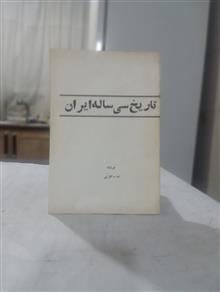 تاریخ سی ساله ایران